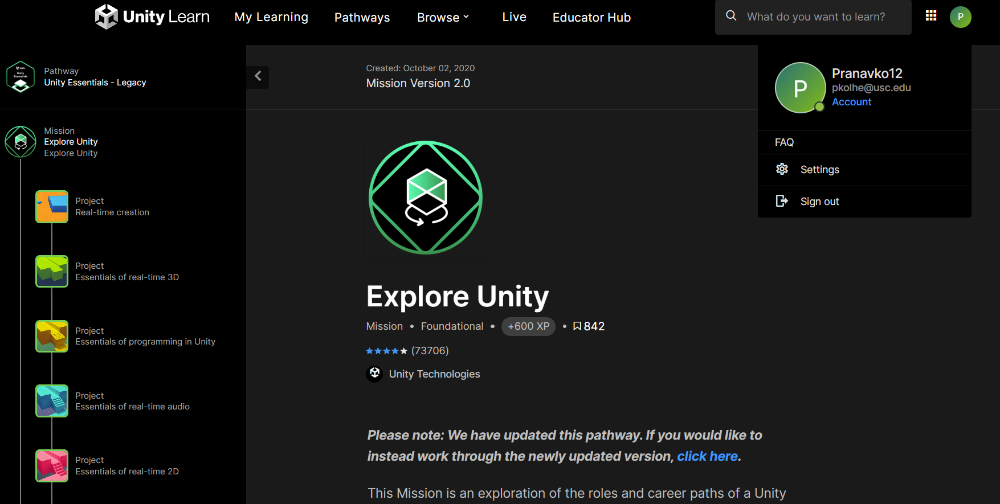 Unity Learn
My Learning
Pathways
Browse
Live
Educator Hub
What do you want to learn?
P
Pathway
Unity Essentials - Legacy
Mission
Explore Unity
Explore Unity
Project
Real-time creation
Project
Essentials of real-time 3D
Project
Essentials of programming in Unity
Project
Essentials of real-time audio
Project
Essentials of real-time 2D
Created: October 02, 2020
Mission Version 2.0
Explore Unity
Mission • Foundational • +600 XP • 842
(73706)
Unity Technologies
Please note: We have updated this pathway. If you would like to
instead work through the newly updated version, click here.
This Mission is an exploration of the roles and career paths of a Unity
P
Pranavko12
pkolhe@usc.edu
Account
FAQ
Settings
Sign out